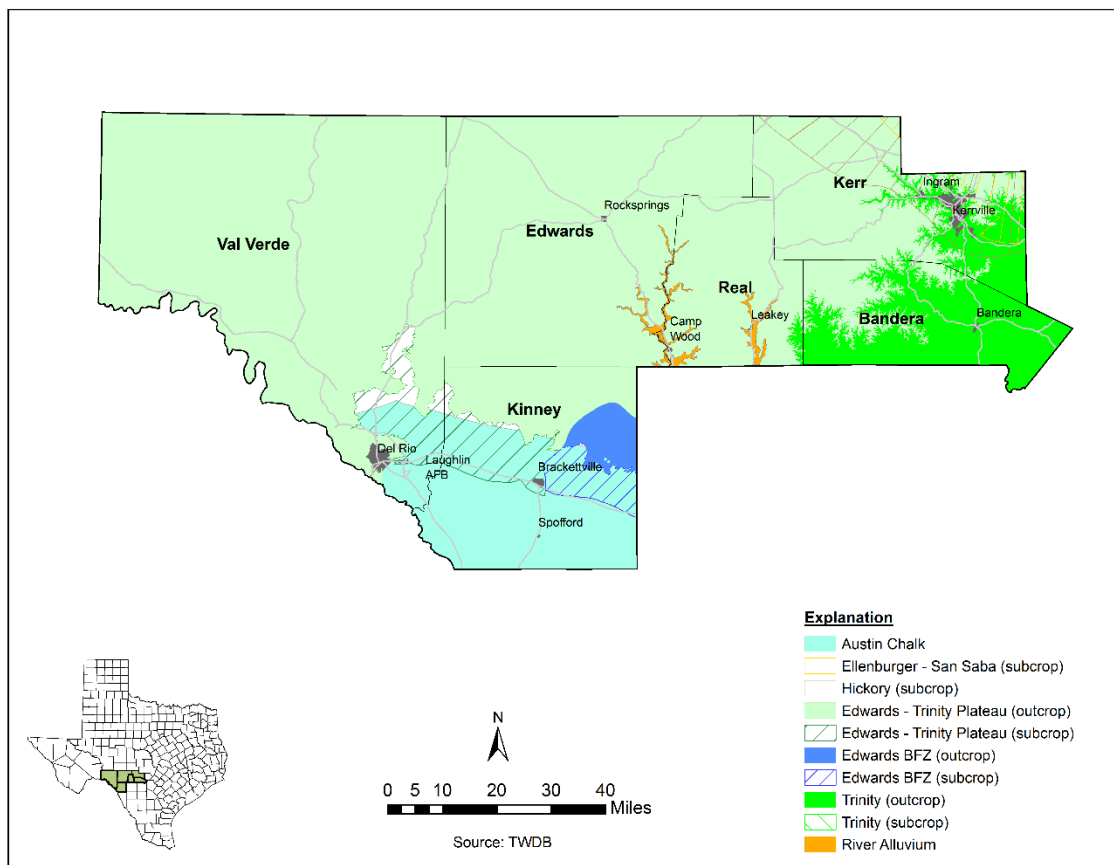 Kerr
Ingram
Kerrville
Rocksprings
Val Verde
Edwards
Real
Leakey
Camp
Wood
Bandera
Bandera
Kinney
Del Rio
Laughlin
AFB
Brackettville
Spofford
Explanation
Austin Chalk
Ellenburger - San Saba (subcrop)
Hickory (subcrop)
Edwards - Trinity Plateau (outcrop)
Edwards - Trinity Plateau (subcrop)
Edwards BFZ (outcrop)
Edwards BFZ (subcrop)
Trinity (outcrop)
Trinity (subcrop)
River Alluvium
N
0 5 10 20 30 40
Miles
Source: TWDB